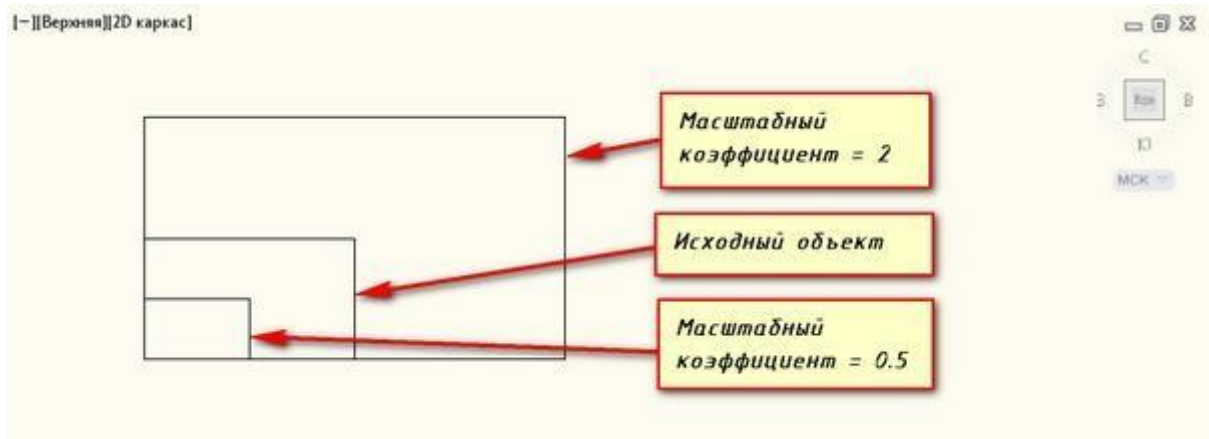 [−][Верхняя][2D каркас]
С
З
В
Ю
МСК
Масштабный
коэффициент = 2
Исходный объект
Масштабный
коэффициент = 0.5